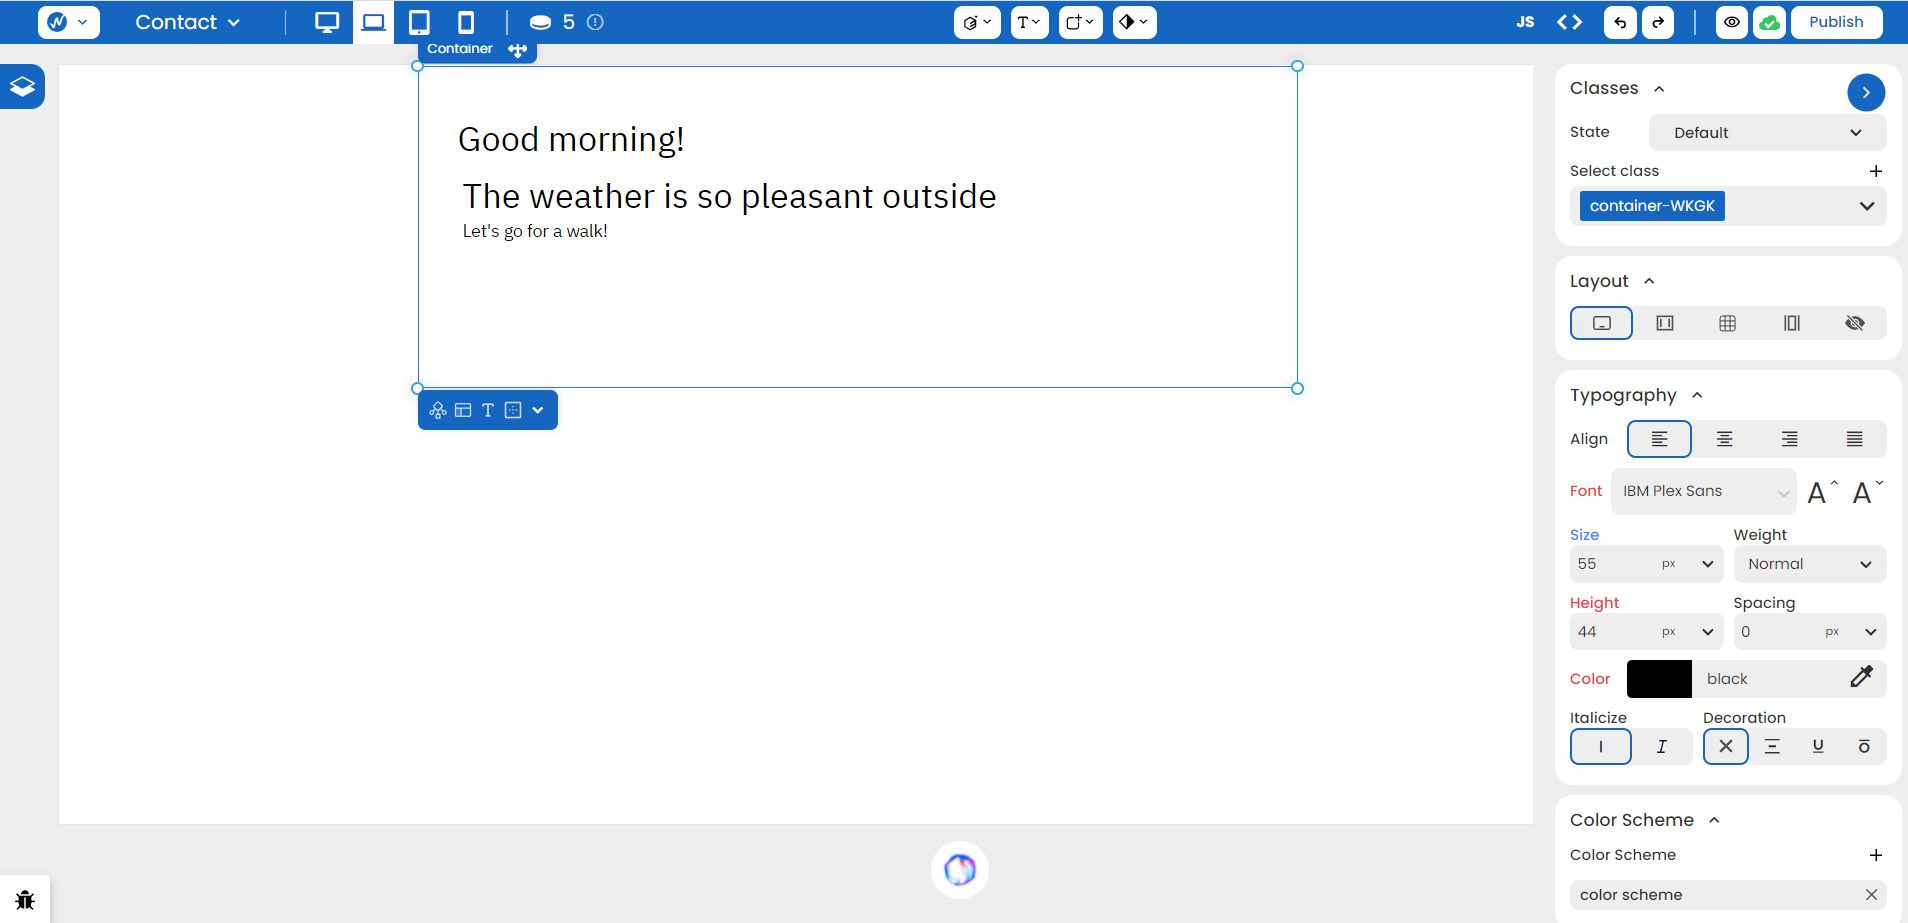 Contact
5
T
JS
Publish
Container
Good morning!
The weather is so pleasant outside
Let's go for a walk!
T
Classes
State
Default
Select class
container-WKGK
Layout
Typography
Align
Font
IBM Plex Sans
A
A
Size
Weight
55
px
Normal
Height
Spacing
44
px
0
px
Color
black
Italicize
Decoration
I
I
U
O
Color Scheme
Color Scheme
color scheme